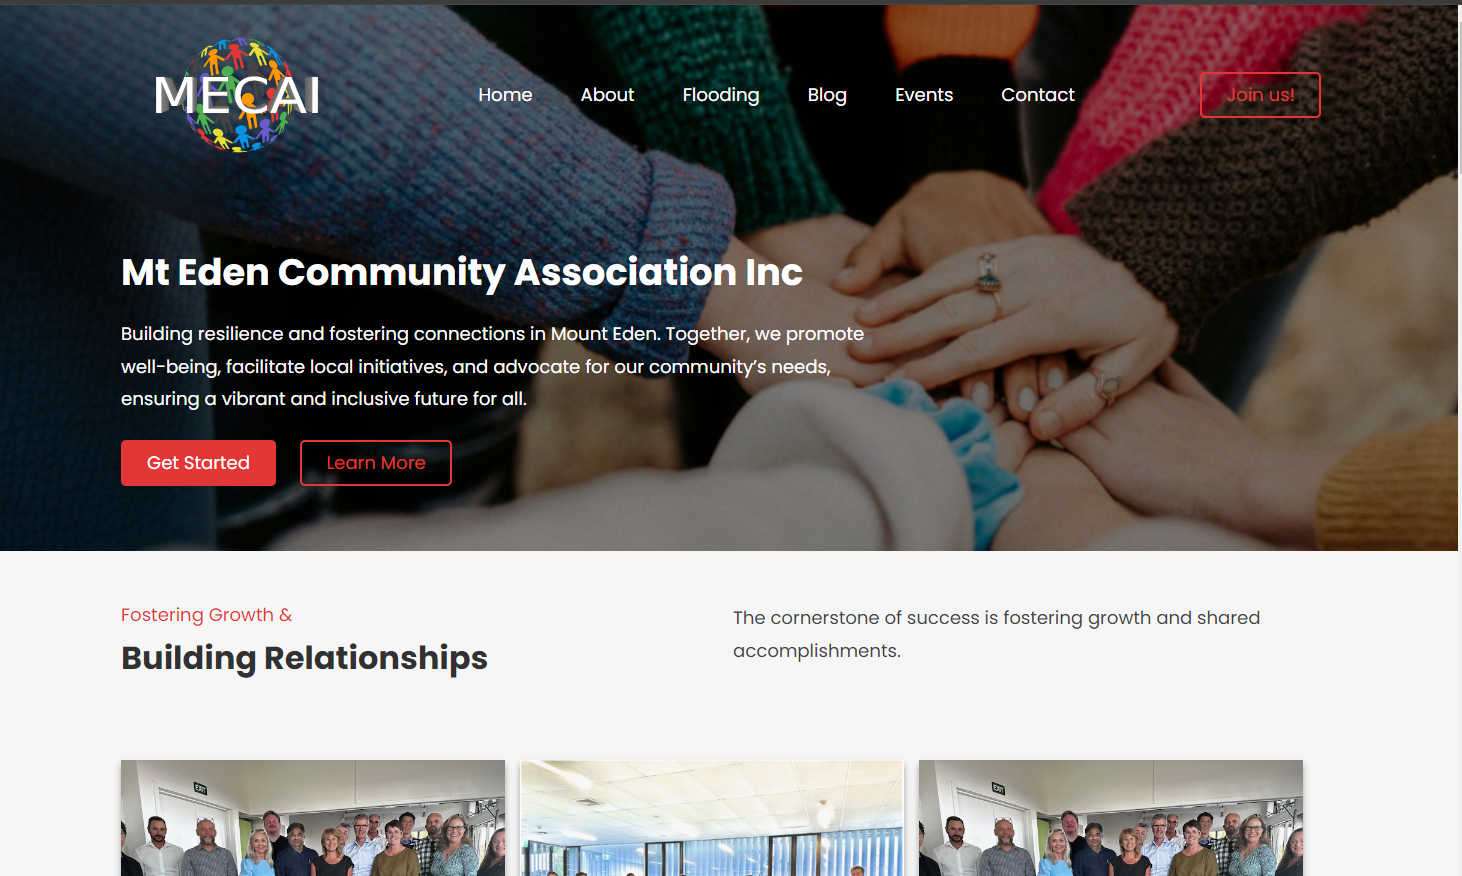 MECAI
Home About Flooding Blog Events Contact Join us!
Mt Eden Community Association Inc
Building resilience and fostering connections in Mount Eden. Together, we promote
well-being, facilitate local initiatives, and advocate for our community’s needs,
ensuring a vibrant and inclusive future for all.
Get Started Learn More
Fostering Growth &
Building Relationships
The cornerstone of success is fostering growth and shared
accomplishments.
EXIT
EXIT